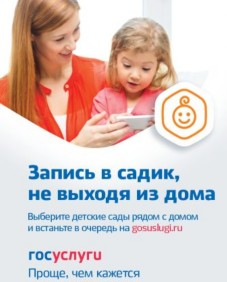 Запись в садик,
не выходя из дома
Выберите детские сады рядом с домом
и встаньте в очередь на gosuslugi.ru
госуслуги
Проще, чем кажется